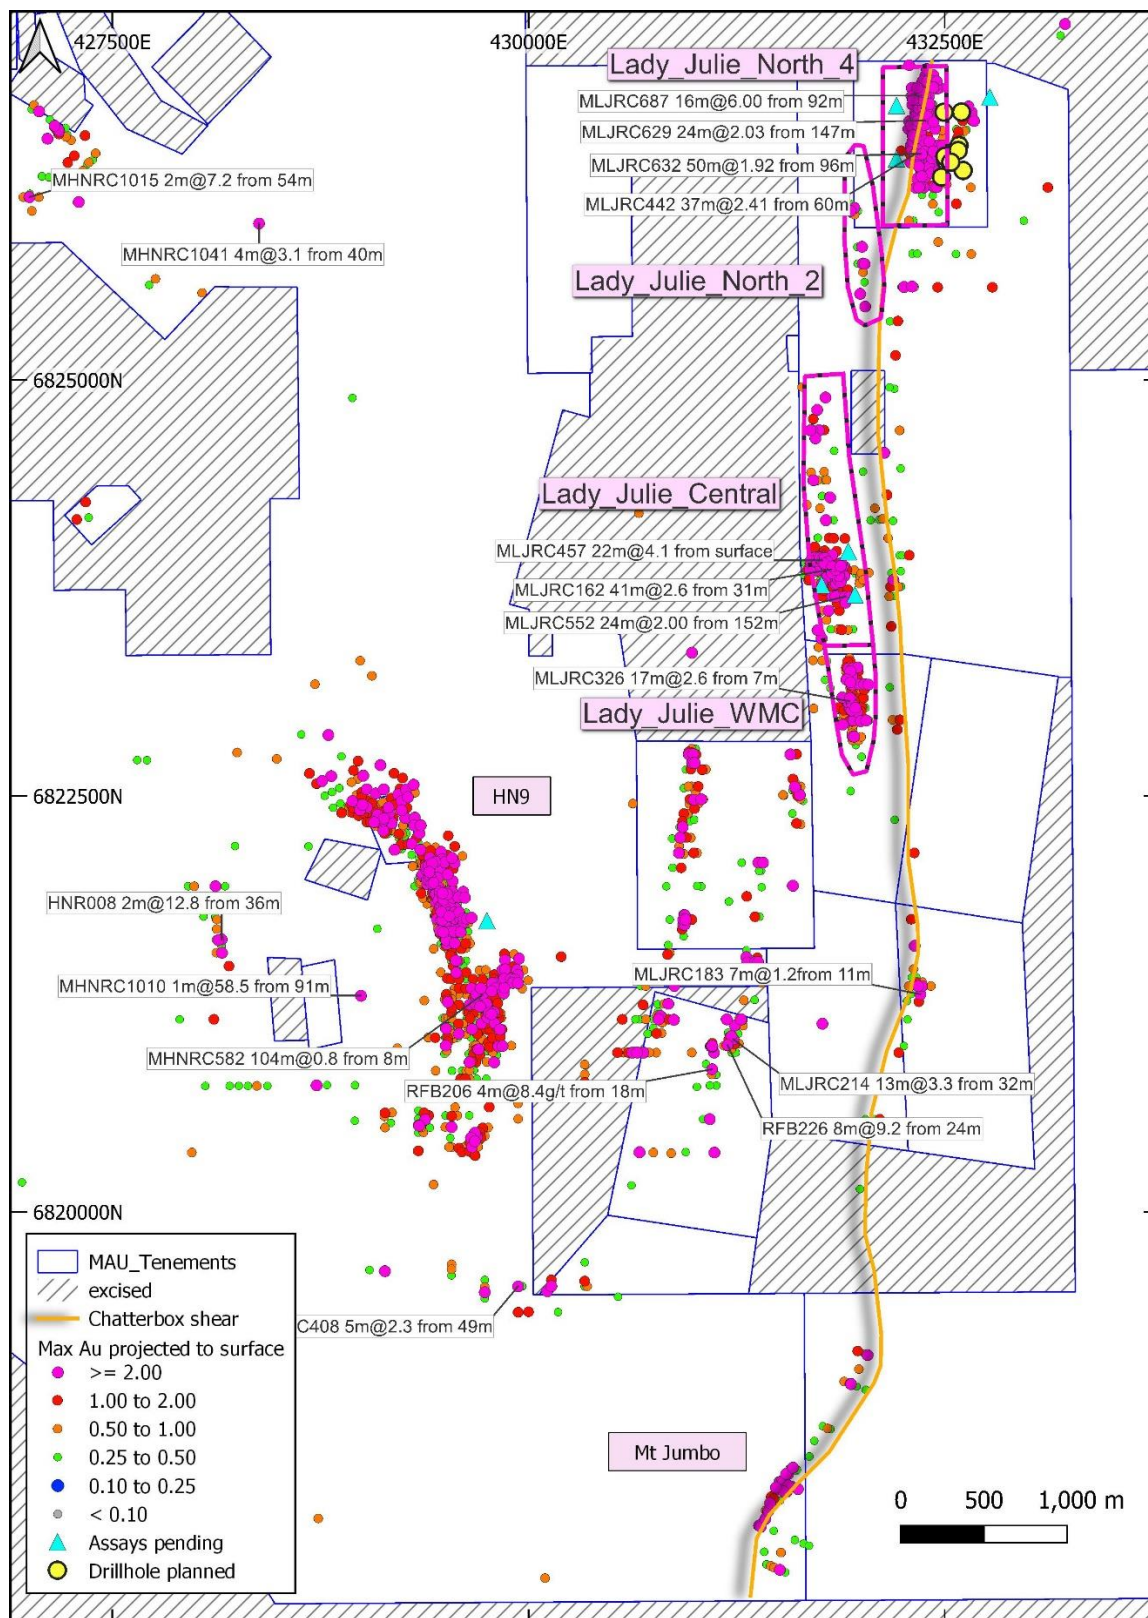 427500E 430000E 432500E
Lady_Julie_North_4
MLJRC687 16m@6.00 from 92m
MLJRC629 24m@2.03 from 147m
MLJRC632 50m@1.92 from 96m
MHNRC1015 2m@7.2 from 54m
MLJRC442 37m@2.41 from 60m
MHNRC1041 4m@3.1 from 40m
Lady_Julie_North_2
6825000N
Lady_Julie_Central
MLJRC457 22m@4.1 from surface
MLJRC162 41m@2.6 from 31m
MLJRC552 24m@2.00 from 152m
MLJRC326 17m@2.6 from 7m
Lady_Julie_WMC
6822500N
HN9
HNR008 2m@12.8 from 36m
MLJRC183 7m@1.2from 11m
MHNRC1010 1m@58.5 from 91m
MHNRC582 104m@0.8 from 8m
RFB206 4m@8.4g/t from 18m
MLJRC214 13m@3.3 from 32m
RFB226 8m@9.2 from 24m
6820000N
C408 5m@2.3 from 49m
MAU_Tenements
excised
Chatterbox shear
Max Au projected to surface
>= 2.00
1.00 to 2.00
0.50 to 1.00
0.25 to 0.50
0.10 to 0.25
< 0.10
Assays pending
Drillhole planned
Mt Jumbo
0 500 1,000 m